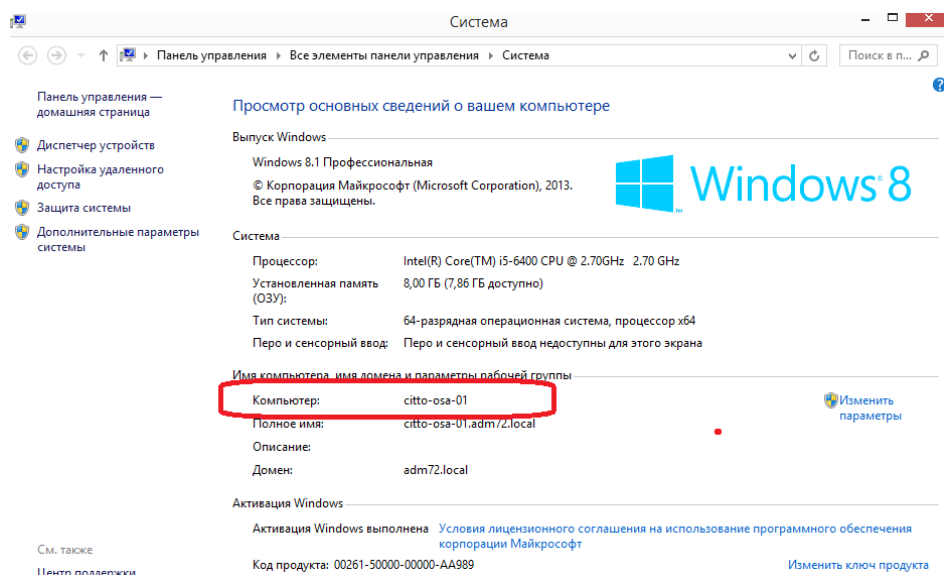 Система
Панель управления ▸ Все элементы панели управления ▸ Система
Поиск в п...
Панель управления —
домашняя страница
Диспетчер устройств
Настройка удаленного
доступа
Защита системы
Дополнительные параметры
системы
См. также
Центр поддержки
Просмотр основных сведений о вашем компьютере
Выпуск Windows
Windows 8.1 Профессиональная
© Корпорация Майкрософт (Microsoft Corporation), 2013.
Все права защищены.
Windows 8
Система
Процессор: Intel(R) Core(TM) i5-6400 CPU @ 2.70GHz 2.70 GHz
Установленная память 8,00 ГБ (7,86 ГБ доступно)
(ОЗУ):
Тип системы: 64-разрядная операционная система, процессор x64
Перо и сенсорный ввод: Перо и сенсорный ввод недоступны для этого экрана
Имя компьютера, имя домена и параметры рабочей группы
Компьютер: citto-osa-01
Изменить
параметры
Полное имя: citto-osa-01.adm72.local
Описание:
Домен: adm72.local
Активация Windows
Активация Windows выполнена Условия лицензионного соглашения на использование программного обеспечения
корпорации Майкрософт
Код продукта: 00261-50000-00000-AA989 Изменить ключ продукта